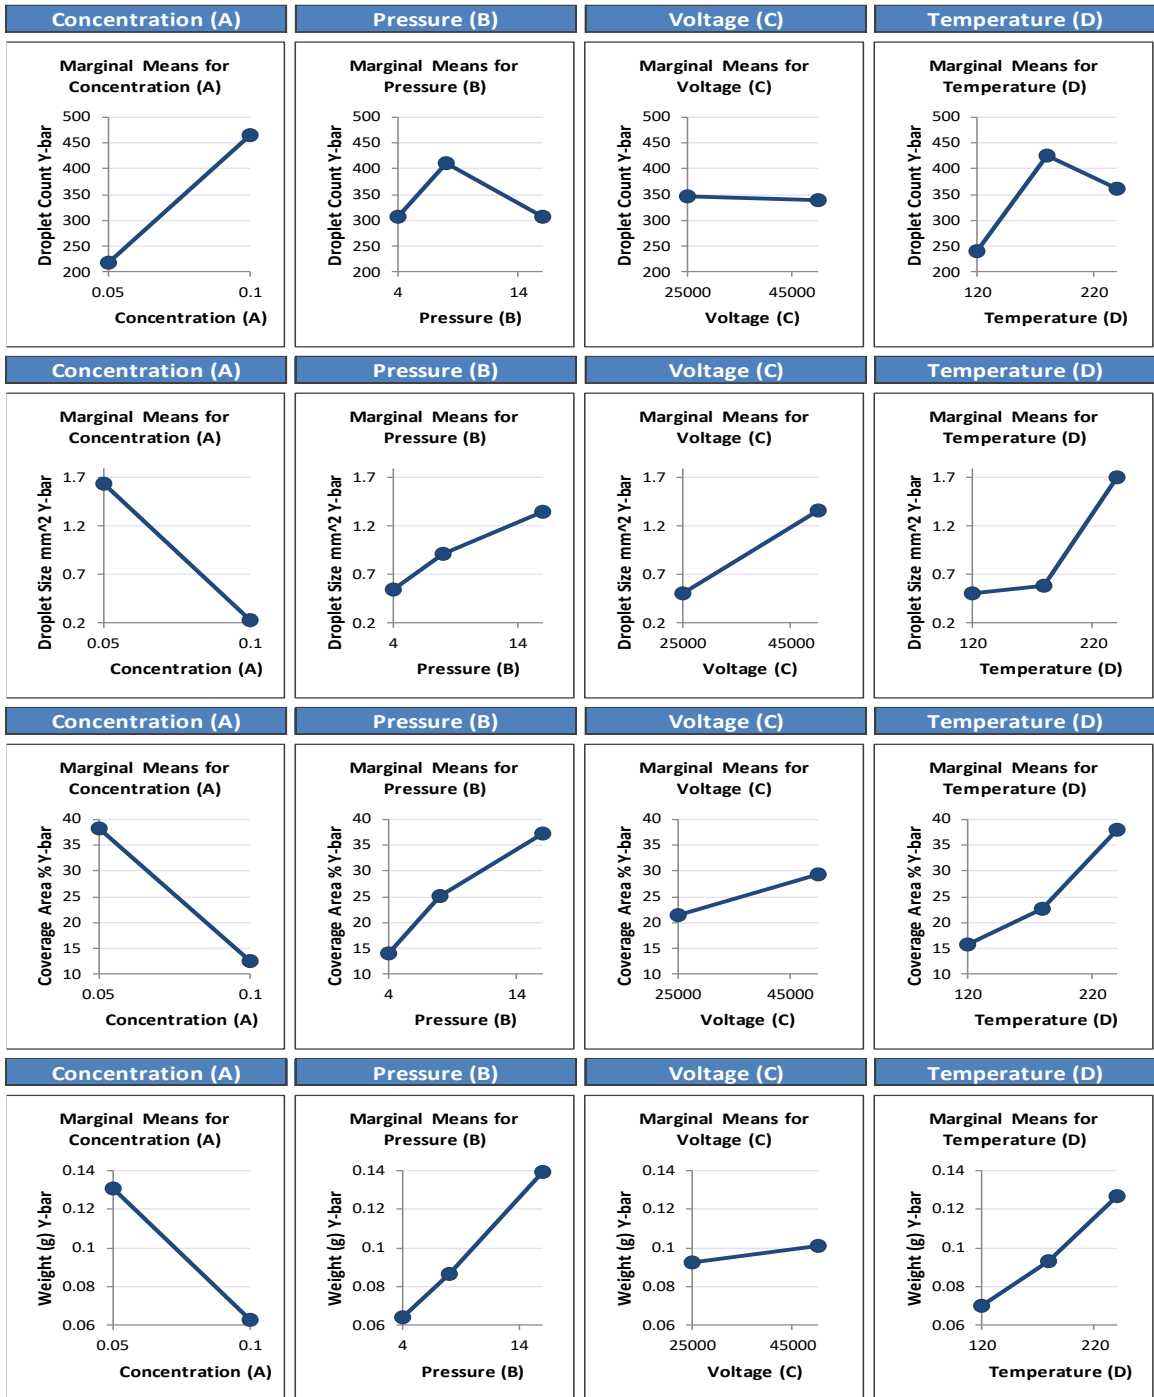 Concentration (A)
Pressure (B)
Voltage (C)
Temperature (D)
Marginal Means for
Concentration (A)
Droplet Count Y-bar
500
450
400
350
300
250
200
0.05
0.1
Concentration (A)
Marginal Means for
Pressure (B)
Droplet Count Y-bar
500
450
400
350
300
250
200
4
14
Pressure (B)
Marginal Means for
Voltage (C)
Droplet Count Y-bar
500
450
400
350
300
250
200
25000
45000
Voltage (C)
Marginal Means for
Temperature (D)
Droplet Count Y-bar
500
450
400
350
300
250
200
120
220
Temperature (D)
Concentration (A)
Pressure (B)
Voltage (C)
Temperature (D)
Marginal Means for
Concentration (A)
Droplet Size mm^2 Y-bar
1.7
1.2
0.7
0.2
0.05
0.1
Concentration (A)
Marginal Means for
Pressure (B)
Droplet Size mm^2 Y-bar
1.7
1.2
0.7
0.2
4
14
Pressure (B)
Marginal Means for
Voltage (C)
Droplet Size mm^2 Y-bar
1.7
1.2
0.7
0.2
25000
45000
Voltage (C)
Marginal Means for
Temperature (D)
Droplet Size mm^2 Y-bar
1.7
1.2
0.7
0.2
120
220
Temperature (D)
Concentration (A)
Pressure (B)
Voltage (C)
Temperature (D)
Marginal Means for
Concentration (A)
Coverage Area % Y-bar
40
35
30
25
20
15
10
0.05
0.1
Concentration (A)
Marginal Means for
Pressure (B)
Coverage Area % Y-bar
40
35
30
25
20
15
10
4
14
Pressure (B)
Marginal Means for
Voltage (C)
Coverage Area % Y-bar
40
35
30
25
20
15
10
25000
45000
Voltage (C)
Marginal Means for
Temperature (D)
Coverage Area % Y-bar
40
35
30
25
20
15
10
120
220
Temperature (D)
Concentration (A)
Pressure (B)
Voltage (C)
Temperature (D)
Marginal Means for
Concentration (A)
Weight (g) Y-bar
0.14
0.12
0.1
0.08
0.06
0.05
0.1
Concentration (A)
Marginal Means for
Pressure (B)
Weight (g) Y-bar
0.14
0.12
0.1
0.08
0.06
4
14
Pressure (B)
Marginal Means for
Voltage (C)
Weight (g) Y-bar
0.14
0.12
0.1
0.08
0.06
25000
45000
Voltage (C)
Marginal Means for
Temperature (D)
Weight (g) Y-bar
0.14
0.12
0.1
0.08
0.06
120
220
Temperature (D)